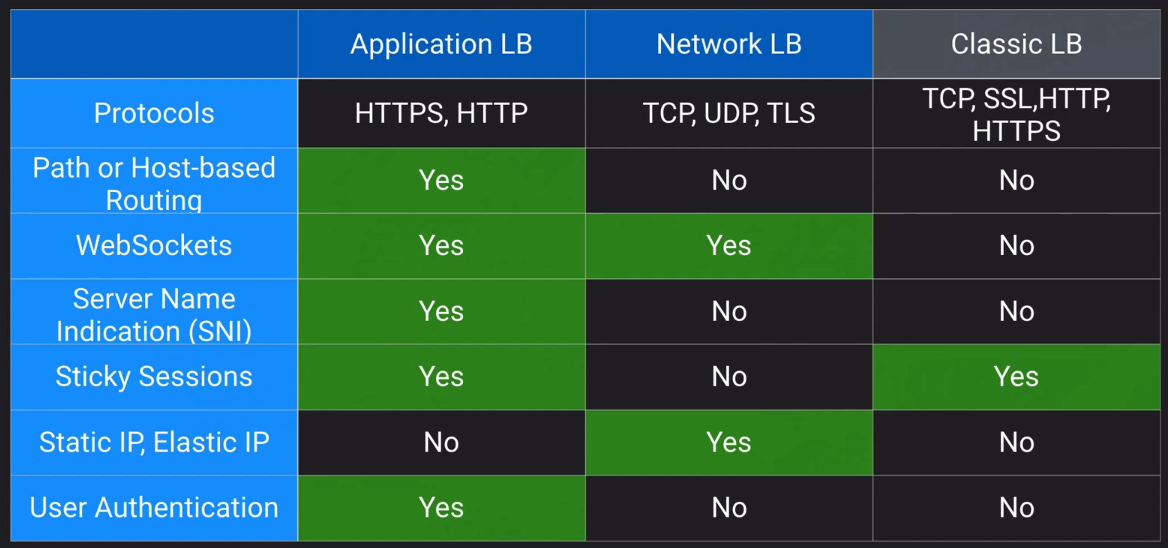 Application LB
Network LB
Classic LB
Protocols
HTTPS, HTTP
TCP, UDP, TLS
TCP, SSL,HTTP,
HTTPS
Path or Host-based
Routing
Yes
No
No
WebSockets
Yes
Yes
No
Server Name
Indication (SNI)
Yes
No
No
Sticky Sessions
Yes
No
Yes
Static IP, Elastic IP
No
Yes
No
User Authentication
Yes
No
No